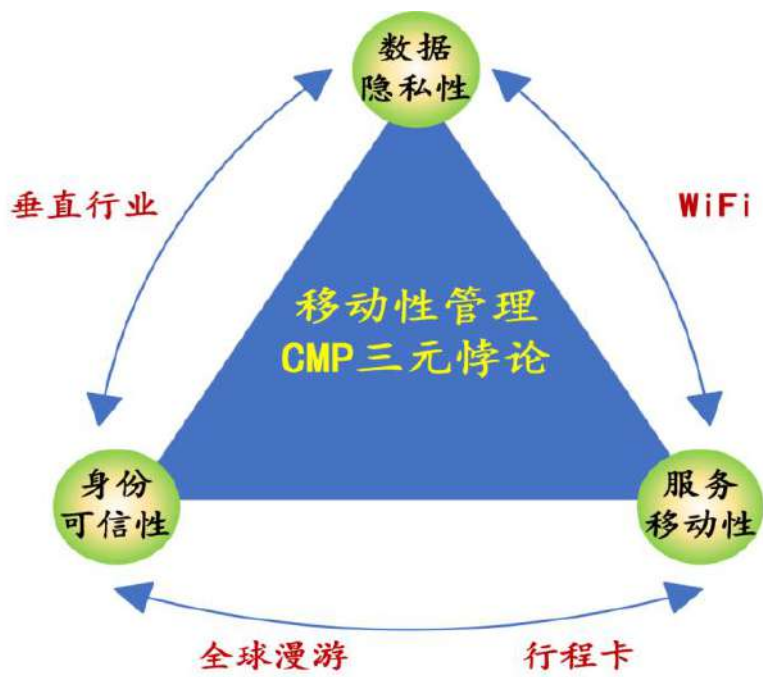 数据
隐私性
垂直行业
WiFi
移动性管理
CMP三元悖论
身份
可信性
服务
移动性
全球漫游
行程卡